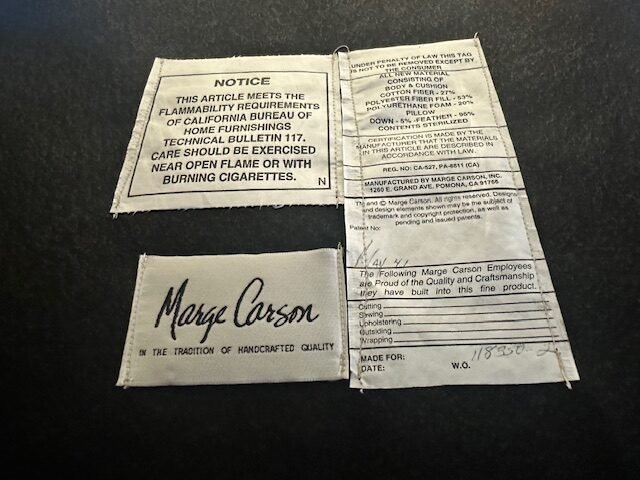 NOTICE
THIS ARTICLE MEETS THE
FLAMMABILITY REQUIREMENTS
OF CALIFORNIA BUREAU OF
HOME FURNISHINGS
TECHNICAL BULLETIN 117.
CARE SHOULD BE EXERCISED
NEAR OPEN FLAME OR WITH
BURNING CIGARETTES.
N
Marge Carson
IN THE TRADITION OF HANDCRAFTED QUALITY
UNDER PENALTY OF LAW THIS TAG
IS NOT TO BE REMOVED EXCEPT BY
THE CONSUMER
ALL NEW MATERIAL
CONSISTING OF
BODY & CUSHION
COTTON FIBER - 27%
POLYESTER FIBER FILL - 53%
POLYURETHANE FOAM - 20%
PILLOW
DOWN - 5% -FEATHER - 95%
CONTENTS STERILIZED
CERTIFICATION IS MADE BY THE
MANUFACTURER THAT THE MATERIALS
IN THIS ARTICLE ARE DESCRIBED IN
ACCORDANCE WITH LAW.
REG. NO: CA-527, PA-6811 (CA)
MANUFACTURED BY MARGE CARSON, INC.
1260 E. GRAND AVE. POMONA, CA 91766
TM and © Marge Carson. All rights reserved. Designs
and design elements shown may be the subject of
trademark and copyright protection, as well as
pending and issued patents.
Patent No:
May 41
The Following Marge Carson Employees
are Proud of the Quality and Craftsmanship
they have built into this fine product.
Cutting
Sewing
Upholstering
Outsiding
Wrapping
MADE FOR:
DATE: W.O.